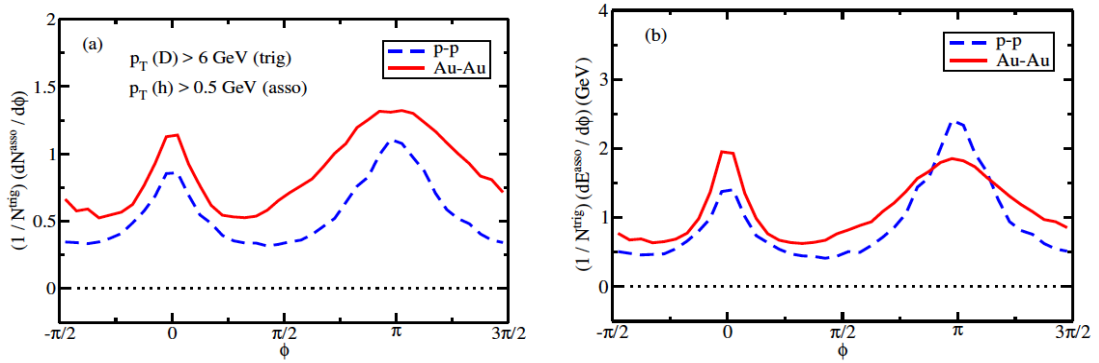 2
(a)
p_T (D) > 6 GeV (trig)
p_T (h) > 0.5 GeV (asso)
p-p
Au-Au
1.5
1
0.5
0
(1 / N^trig) (dN^asso / dφ)
-π/2
0
π/2
π
3π/2
φ
4
(b)
p-p
Au-Au
3
2
1
0
(1 / N^trig) (dE^asso / dφ) (GeV)
-π/2
0
π/2
π
3π/2
φ